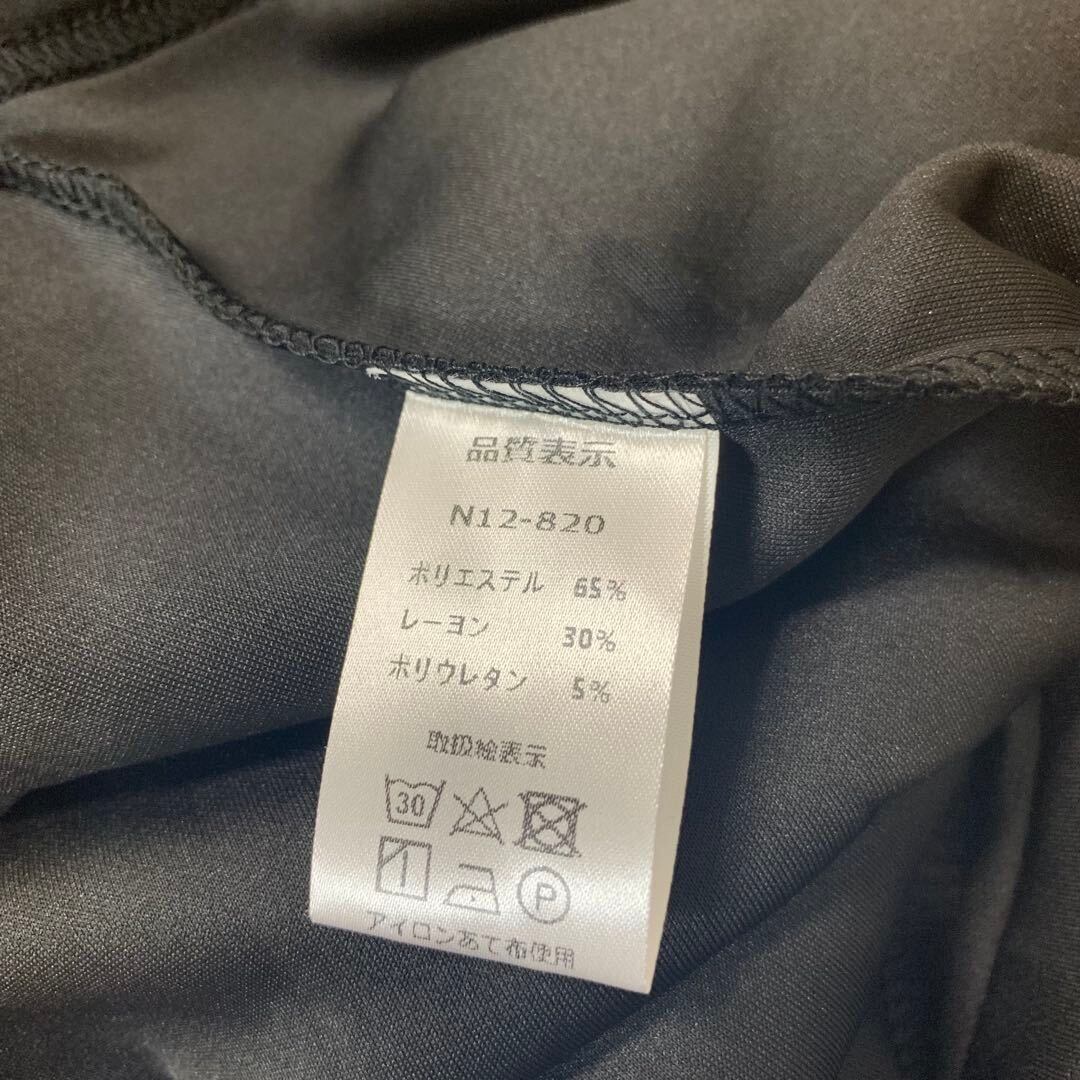 品質表示
N12-820
ポリエステル 65%
レーヨン 30%
ポリウレタン 5%
取扱絵表示
30
P
アイロンあて布使用